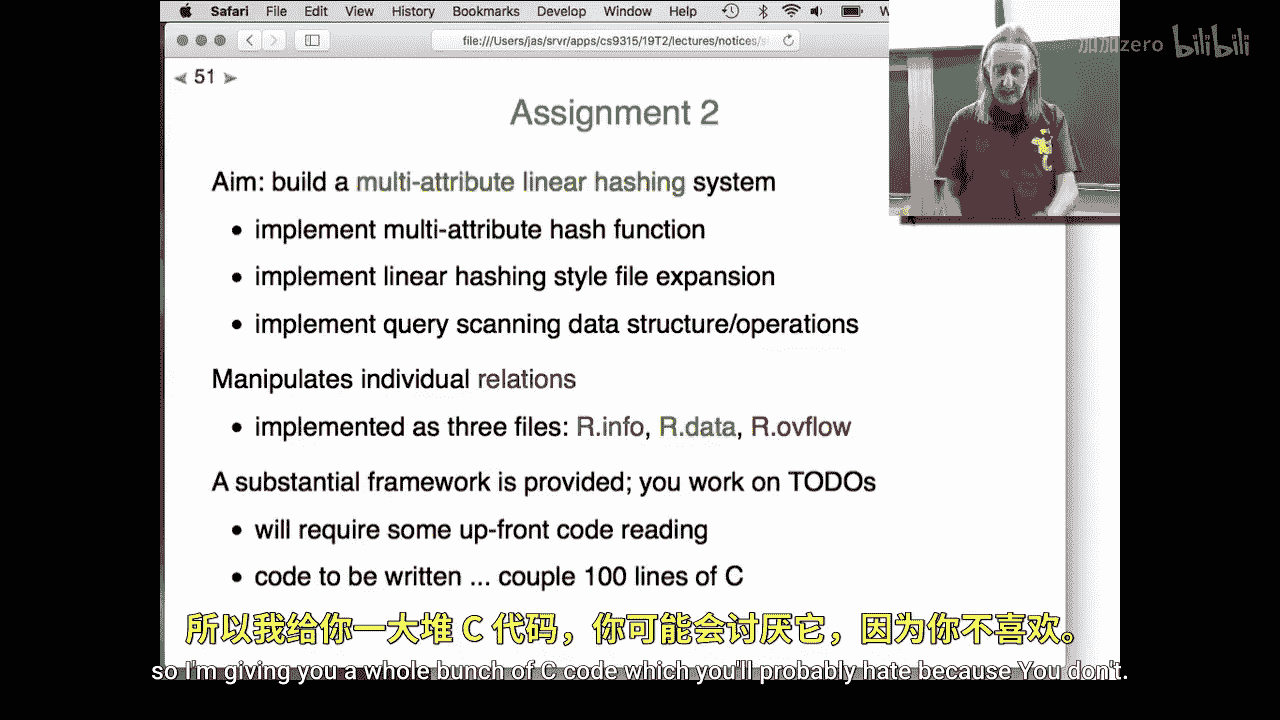 Safari File Edit View History Bookmarks Develop Window Help
file:///Users/jas/srvr/apps/cs9315/19T2/lectures/notices/s
加加zero bilibili
51
Assignment 2
Aim: build a multi-attribute linear hashing system
• implement multi-attribute hash function
• implement linear hashing style file expansion
• implement query scanning data structure/operations
Manipulates individual relations
• implemented as three files: R.info, R.data, R.ovflow
A substantial framework is provided; you work on TODOs
• will require some up-front code reading
• code to be written ... couple 100 lines of C
所以我给你一大堆 C 代码，你可能会讨厌它，因为你不喜欢。
so I'm giving you a whole bunch of C code which you'll probably hate because You don't.